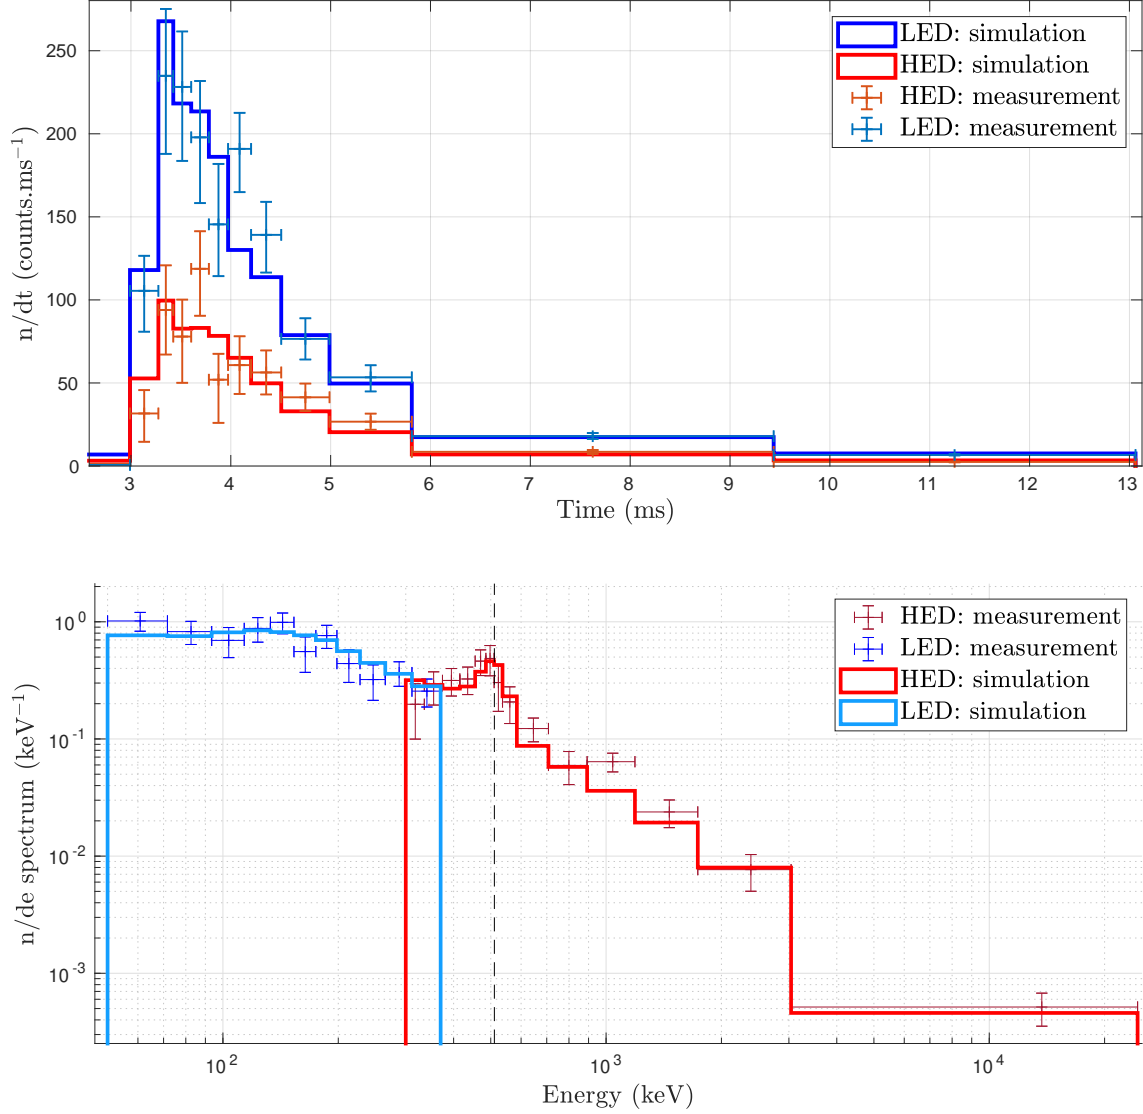 250
200
150
100
50
0
n/dt (counts.ms⁻¹)
LED: simulation
HED: simulation
HED: measurement
LED: measurement
3 4 5 6 7 8 9 10 11 12 13
Time (ms)
10⁰
10⁻¹
10⁻²
10⁻³
n/de spectrum (keV⁻¹)
HED: measurement
LED: measurement
HED: simulation
LED: simulation
10² 10³ 10⁴
Energy (keV)